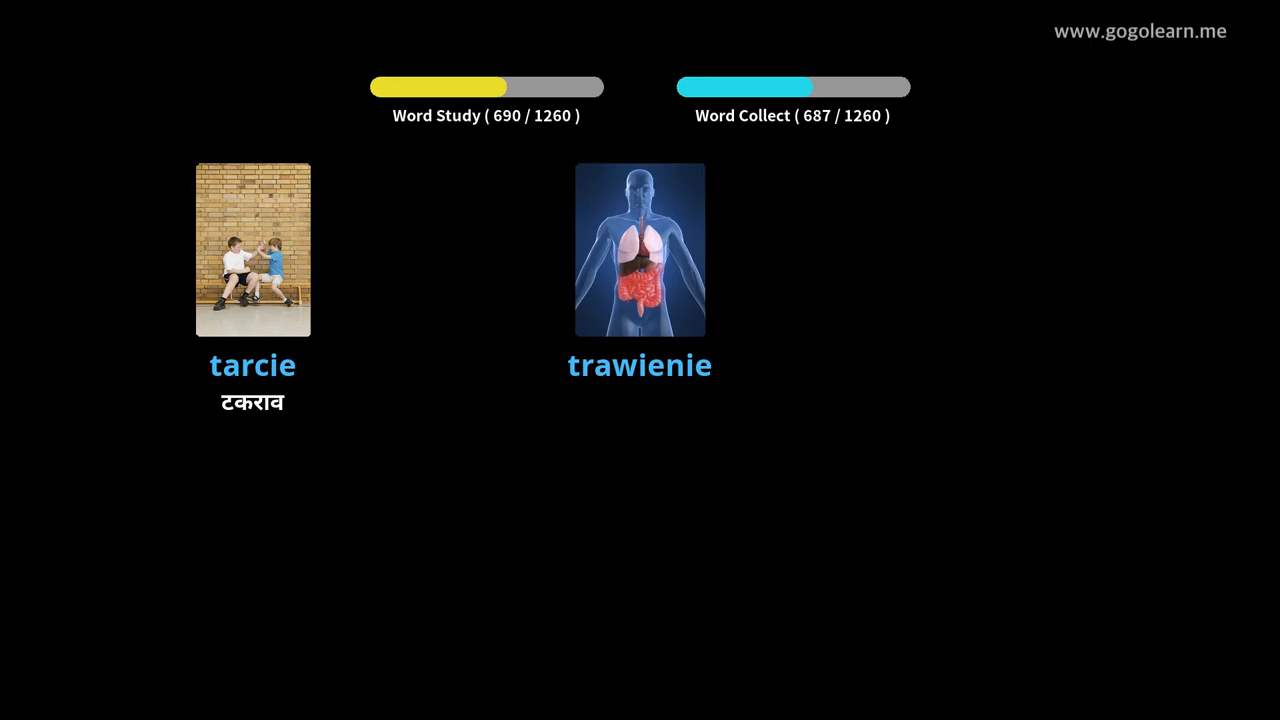 www.gogolearn.me
Word Study ( 690 / 1260 )
Word Collect ( 687 / 1260 )
tarcie
trawienie
टकराव